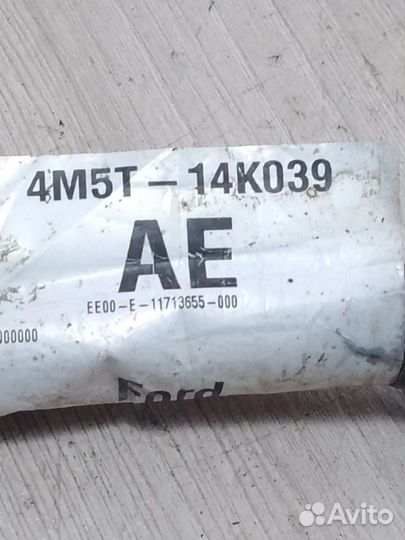 4M5T-14K039
AE
EE00-E-11713655-000
000000
Ford
Avito